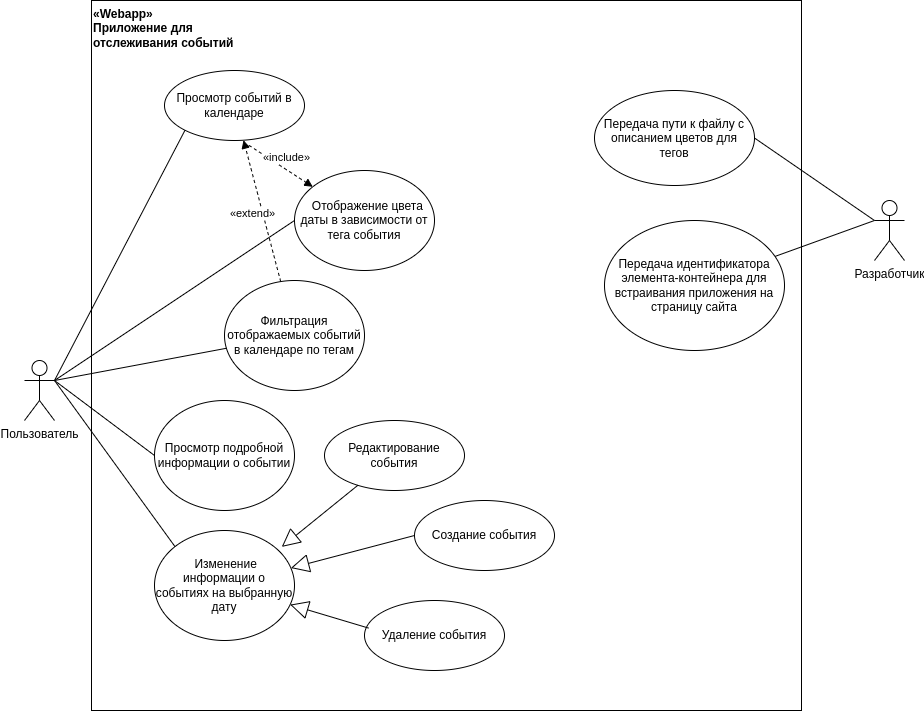 «Webapp»
Приложение для
отслеживания событий
Просмотр событий в
календаре
«include»
Отображение цвета
даты в зависимости от
тега события
«extend»
Фильтрация
отображаемых событий
в календаре по тегам
Пользователь
Просмотр подробной
информации о событии
Редактирование
события
Создание события
Изменение
информации о
событиях на выбранную
дату
Удаление события
Передача пути к файлу с
описанием цветов для
тегов
Передача идентификатора
элемента-контейнера для
встраивания приложения на
страницу сайта
Разработчик